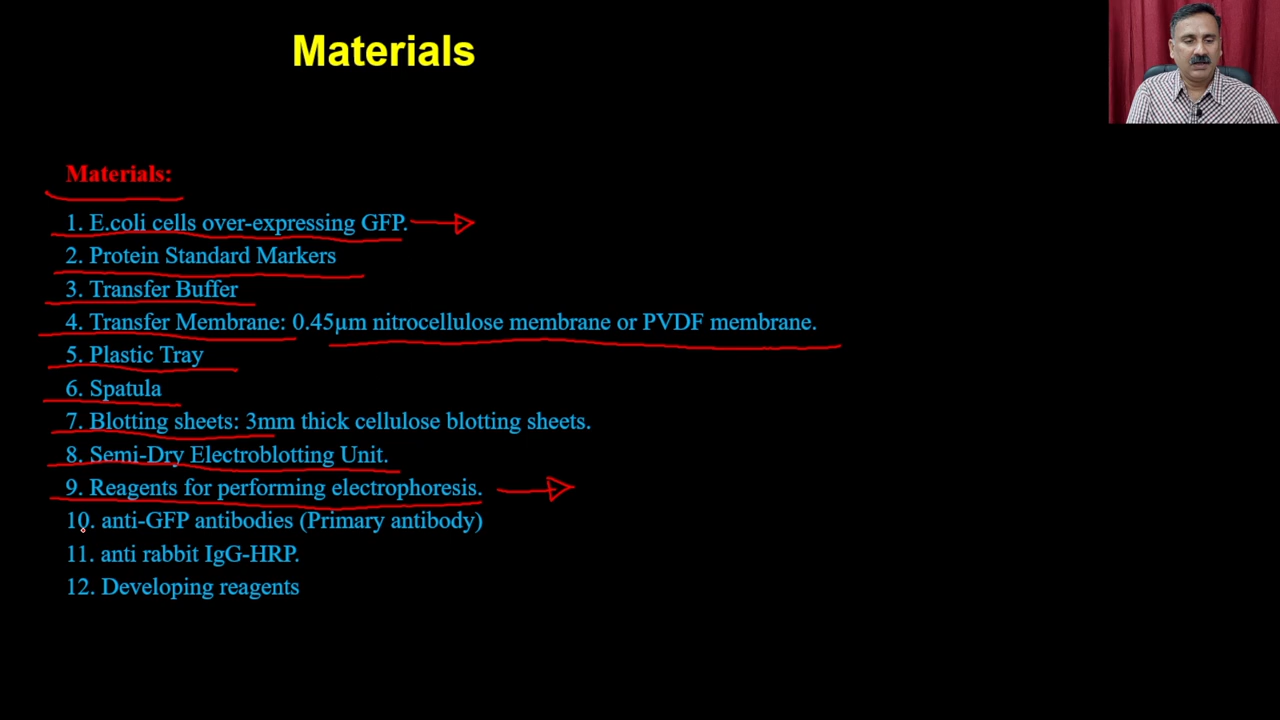 Materials
Materials:
1. E.coli cells over-expressing GFP.
2. Protein Standard Markers
3. Transfer Buffer
4. Transfer Membrane: 0.45µm nitrocellulose membrane or PVDF membrane.
5. Plastic Tray
6. Spatula
7. Blotting sheets: 3mm thick cellulose blotting sheets.
8. Semi-Dry Electroblotting Unit.
9. Reagents for performing electrophoresis.
10. anti-GFP antibodies (Primary antibody)
11. anti rabbit IgG-HRP.
12. Developing reagents